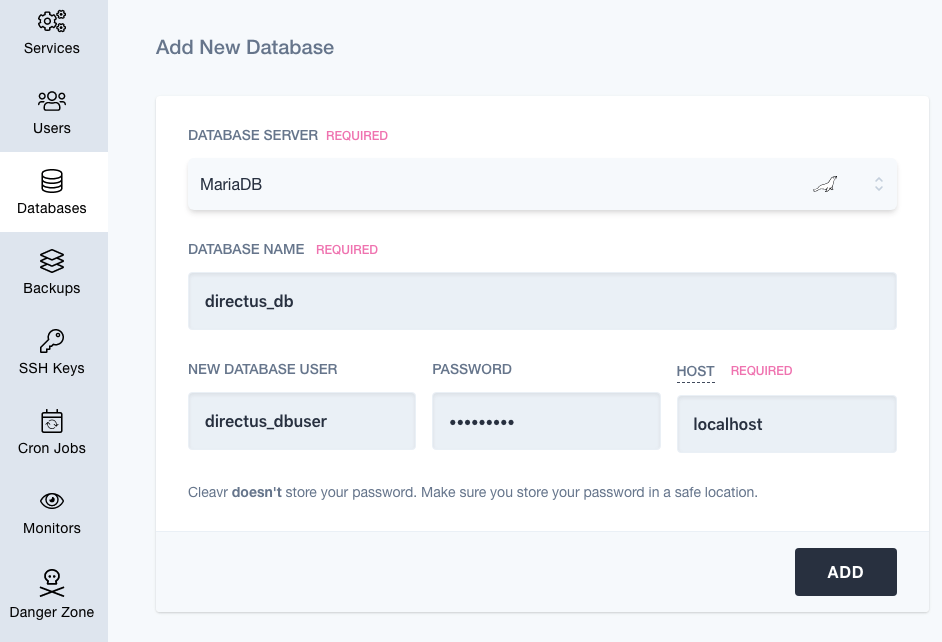 Services
Users
Databases
Backups
SSH Keys
Cron Jobs
Monitors
Danger Zone
Add New Database
DATABASE SERVER REQUIRED
MariaDB
DATABASE NAME REQUIRED
directus_db
NEW DATABASE USER PASSWORD HOST REQUIRED
directus_dbuser ••••••••• localhost
Cleavr doesn't store your password. Make sure you store your password in a safe location.
ADD